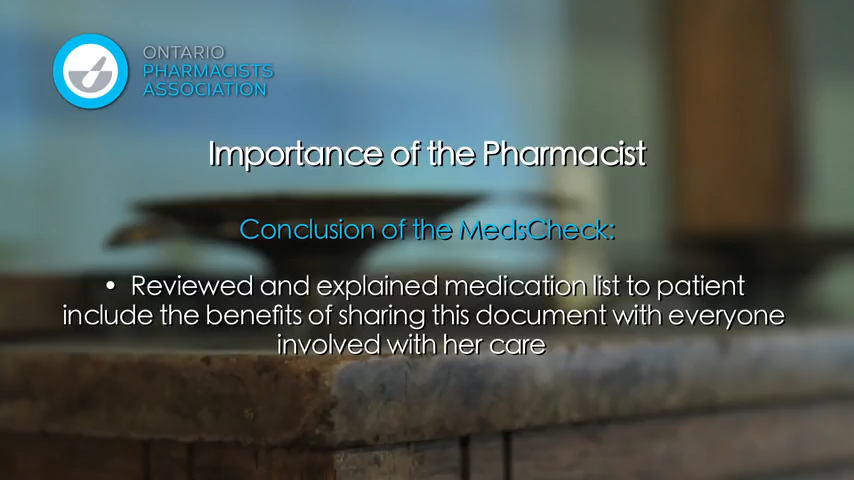 ONTARIO
PHARMACISTS
ASSOCIATION
Importance of the Pharmacist
Conclusion of the MedsCheck:
• Reviewed and explained medication list to patient
include the benefits of sharing this document with everyone
involved with her care